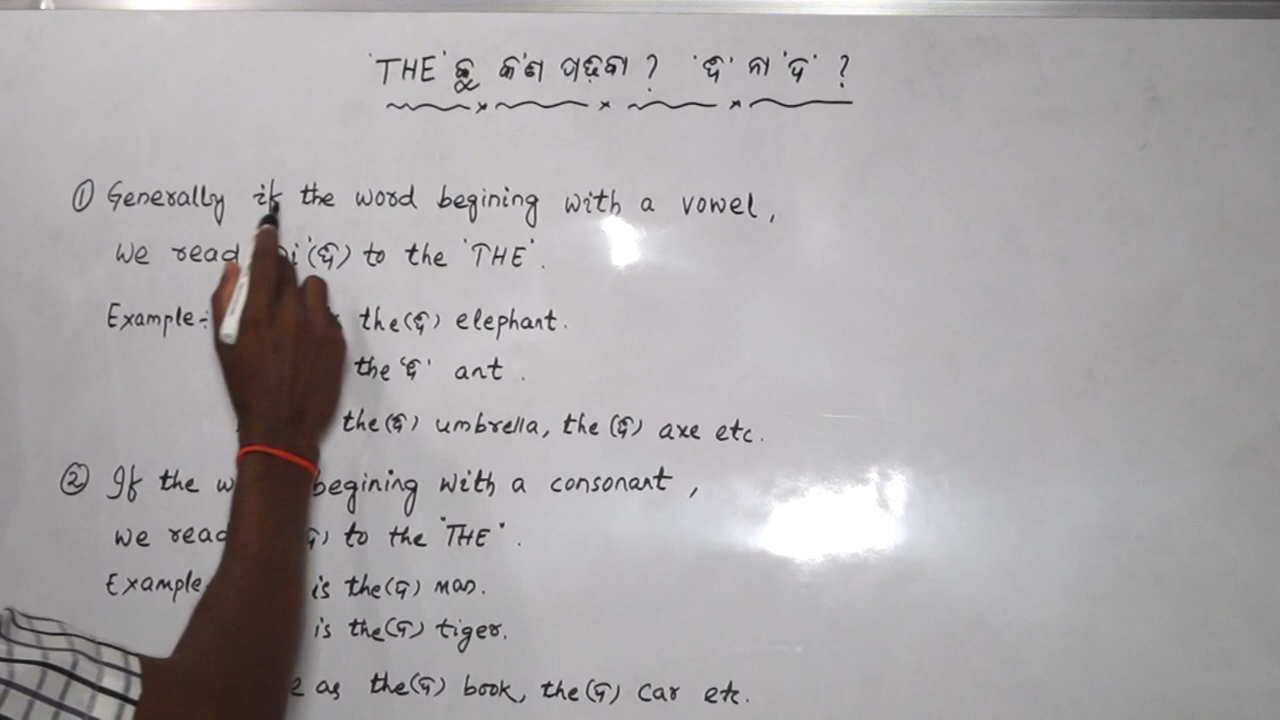 'THE' କୁ କ'ଣ ପଢ଼ିବା ? 'ଦି' ନା 'ଦ' ?
① Generally if the word begining with a vowel,
We read (ଦି) to the 'THE'.
Example:- the(ଦି) elephant.
the 'ଦି' ant.
the(ଦି) umbrella, the (ଦି) axe etc.
② If the begining with a consonant,
We read to the "THE".
Example is the(ଦ) man.
is the(ଦ) tiger.
as the(ଦ) book, the(ଦ) car etc.